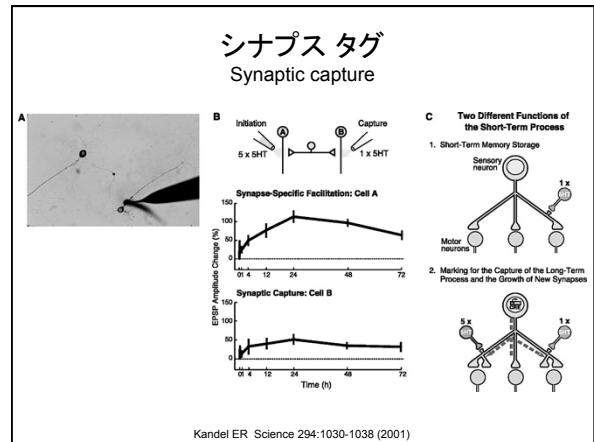 シナプス タグ
Synaptic capture
A
B
Initiation
Capture
A
B
5 x 5HT
1 x 5HT
Synapse-Specific Facilitation: Cell A
150
100
50
0
0 1 4 12 24 48 72
Synaptic Capture: Cell B
150
100
50
0
0 1 4 12 24 48 72
EPSP Amplitude Change (%)
Time (h)
C
Two Different Functions of
the Short-Term Process
1. Short-Term Memory Storage
Sensory
neuron
1 x
Motor
neurons
2. Marking for the Capture of the Long-Term
Process and the Growth of New Synapses
5 x
1 x
Kandel ER Science 294:1030-1038 (2001)